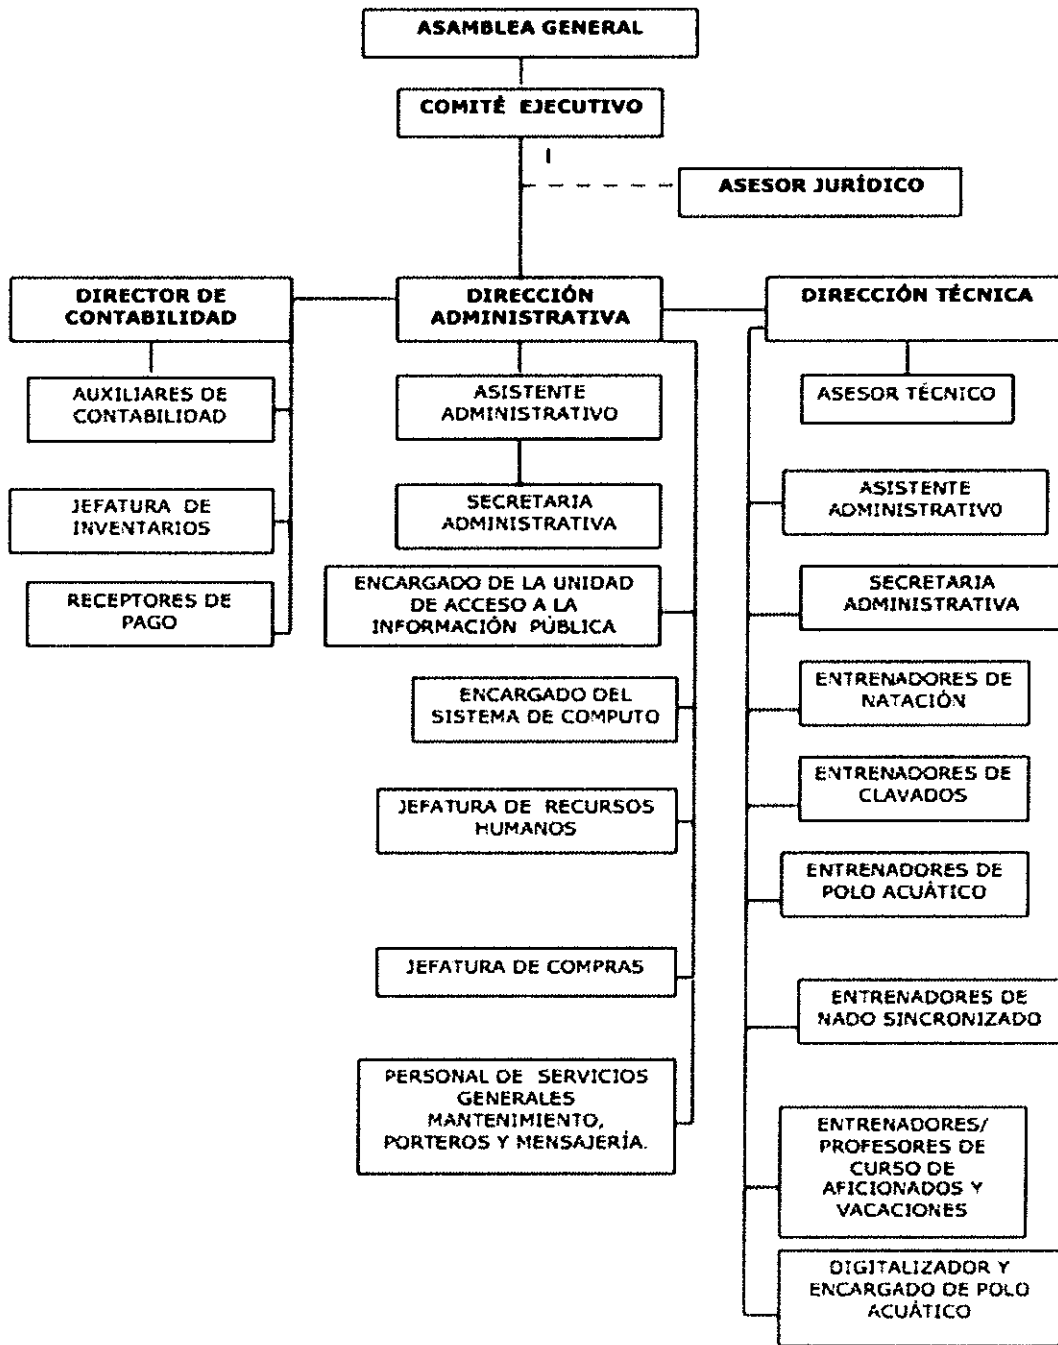 ASAMBLEA GENERAL
COMITÉ EJECUTIVO
ASESOR JURÍDICO
DIRECTOR DE
CONTABILIDAD
DIRECCIÓN
ADMINISTRATIVA
DIRECCIÓN TÉCNICA
AUXILIARES DE
CONTABILIDAD
JEFATURA DE
INVENTARIOS
RECEPTORES DE
PAGO
ASISTENTE
ADMINISTRATIVO
SECRETARIA
ADMINISTRATIVA
ENCARGADO DE LA UNIDAD
DE ACCESO A LA
INFORMACIÓN PÚBLICA
ENCARGADO DEL
SISTEMA DE COMPUTO
JEFATURA DE RECURSOS
HUMANOS
JEFATURA DE COMPRAS
PERSONAL DE SERVICIOS
GENERALES
MANTENIMIENTO,
PORTEROS Y MENSAJERÍA.
ASESOR TÉCNICO
ASISTENTE
ADMINISTRATIVO
SECRETARIA
ADMINISTRATIVA
ENTRENADORES DE
NATACIÓN
ENTRENADORES DE
CLAVADOS
ENTRENADORES DE
POLO ACUÁTICO
ENTRENADORES DE
NADO SINCRONIZADO
ENTRENADORES/
PROFESORES DE
CURSO DE
AFICIONADOS Y
VACACIONES
DIGITALIZADOR Y
ENCARGADO DE POLO
ACUÁTICO